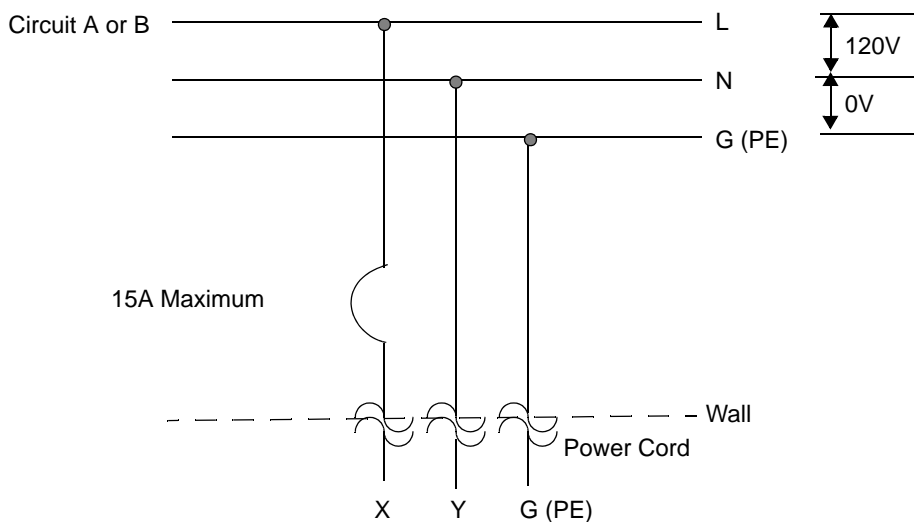 Circuit A or B
L
120V
N
0V
G (PE)
15A Maximum
Wall
Power Cord
X Y G (PE)